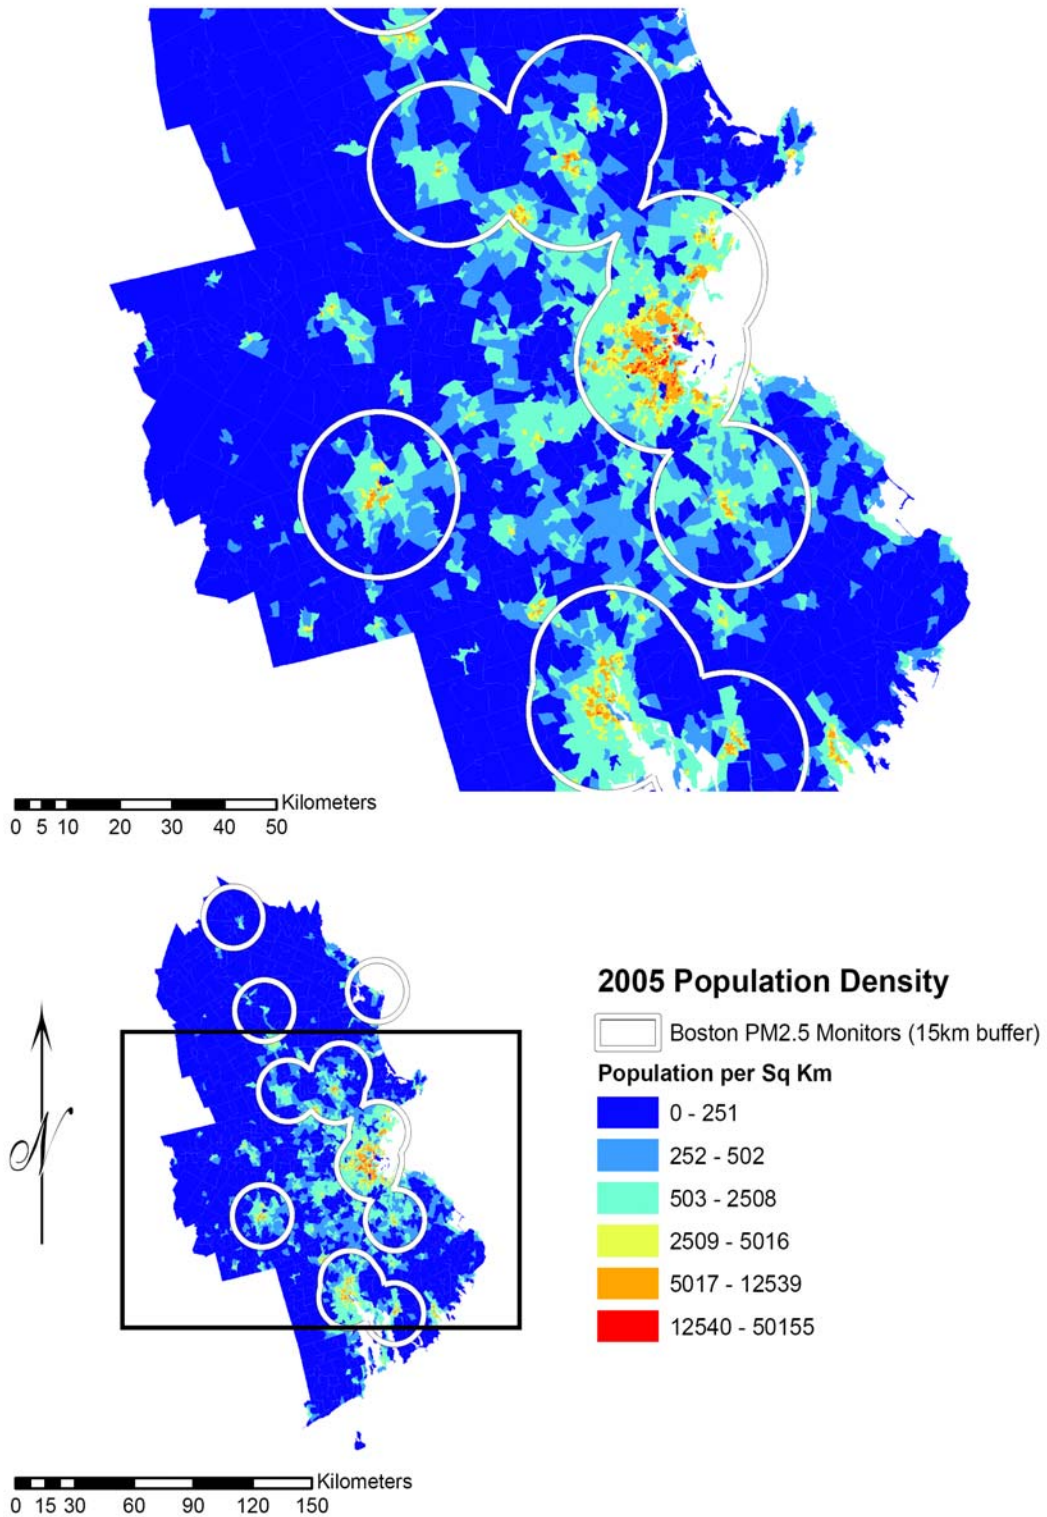 Kilometers
0 5 10 20 30 40 50
N
2005 Population Density
Boston PM2.5 Monitors (15km buffer)
Population per Sq Km
0 - 251
252 - 502
503 - 2508
2509 - 5016
5017 - 12539
12540 - 50155
Kilometers
0 15 30 60 90 120 150